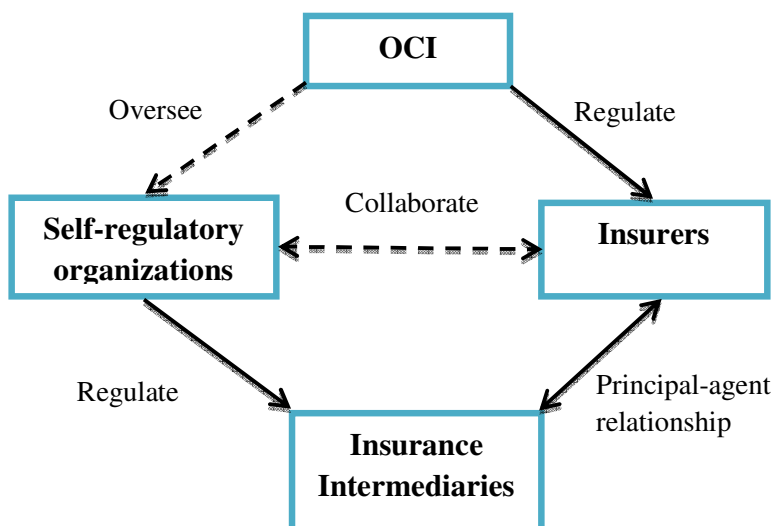 OCI
Oversee
Regulate
Collaborate
Self-regulatory
organizations
Insurers
Regulate
Principal-agent
relationship
Insurance
Intermediaries